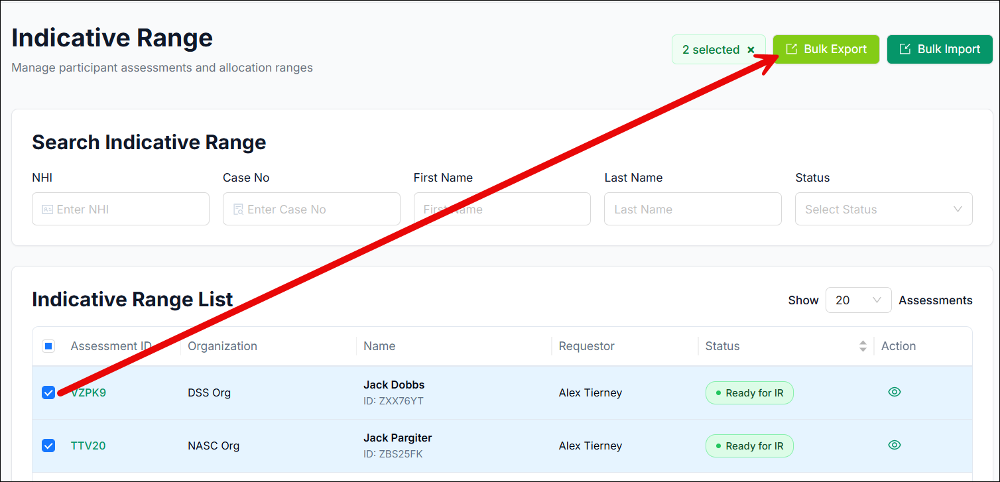 Indicative Range
Manage participant assessments and allocation ranges
2 selected × Bulk Export Bulk Import
Search Indicative Range
NHI Case No First Name Last Name Status
Enter NHI Enter Case No First Name Last Name Select Status
Indicative Range List
Show 20 Assessments
Assessment ID Organization Name Requestor Status Action
VZPK9 DSS Org Jack Dobbs Alex Tierney Ready for IR
ID: ZXX76YT
TTV20 NASC Org Jack Pargiter Alex Tierney Ready for IR
ID: ZBS25FK